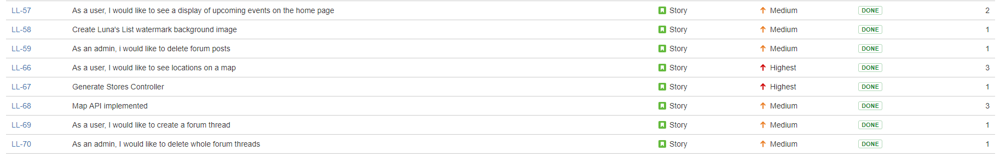 LL-57 As a user, I would like to see a display of upcoming events on the home page Story Medium DONE 2
LL-58 Create Luna's List watermark background image Story Medium DONE 1
LL-59 As an admin, i would like to delete forum posts Story Medium DONE 1
LL-66 As a user, I would like to see locations on a map Story Highest DONE 3
LL-67 Generate Stores Controller Story Highest DONE 1
LL-68 Map API implemented Story Medium DONE 3
LL-69 As a user, I would like to create a forum thread Story Medium DONE 1
LL-70 As an admin, I would like to delete whole forum threads Story Medium DONE 1